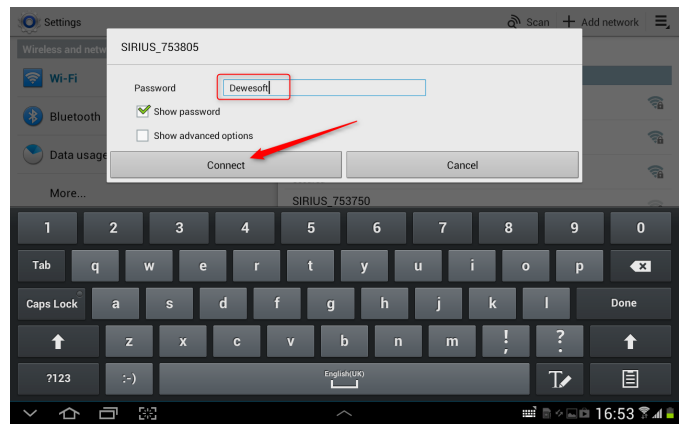 Settings
Scan
Add network
Wireless and netw
SIRIUS_753805
Wi-Fi
Password
Dewesoft
Show password
Bluetooth
Show advanced options
Data usage
Connect
Cancel
More...
SIRIUS_753750
1 2 3 4 5 6 7 8 9 0
Tab q w e r t y u i o p
Caps Lock a s d f g h j k l Done
z x c v b n m ! , ? .
?123 :-) English(UK) T
16:53